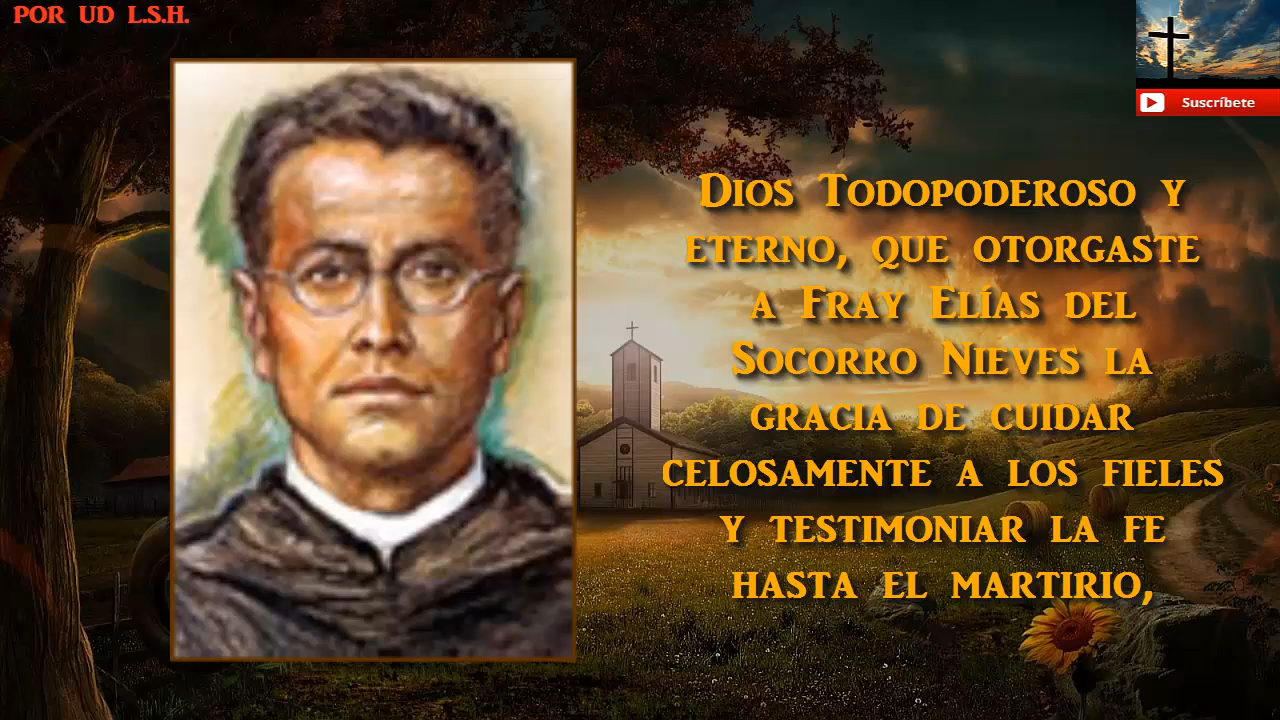 POR UD L.S.H.
Suscríbete
Dios Todopoderoso y
eterno, que otorgaste
a Fray Elías del
Socorro Nieves la
gracia de cuidar
celosamente a los fieles
y testimoniar la fe
hasta el martirio,